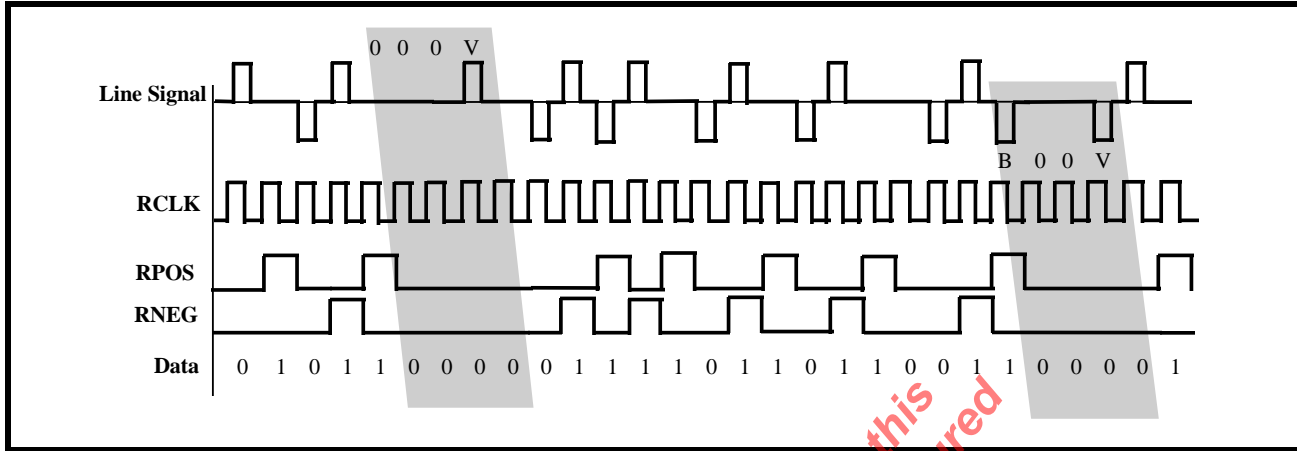 0 0 0 V
Line Signal
B 0 0 V
RCLK
RPOS
RNEG
Data 0 1 0 1 1 0 0 0 0 0 1 1 1 1 0 1 1 0 1 1 0 0 1 1 0 0 0 0 1
this